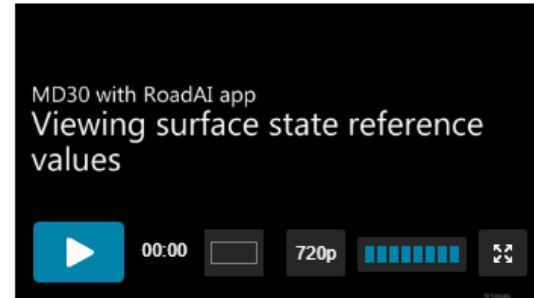 MD30 with RoadAI app
Viewing surface state reference
values
00:00
720p